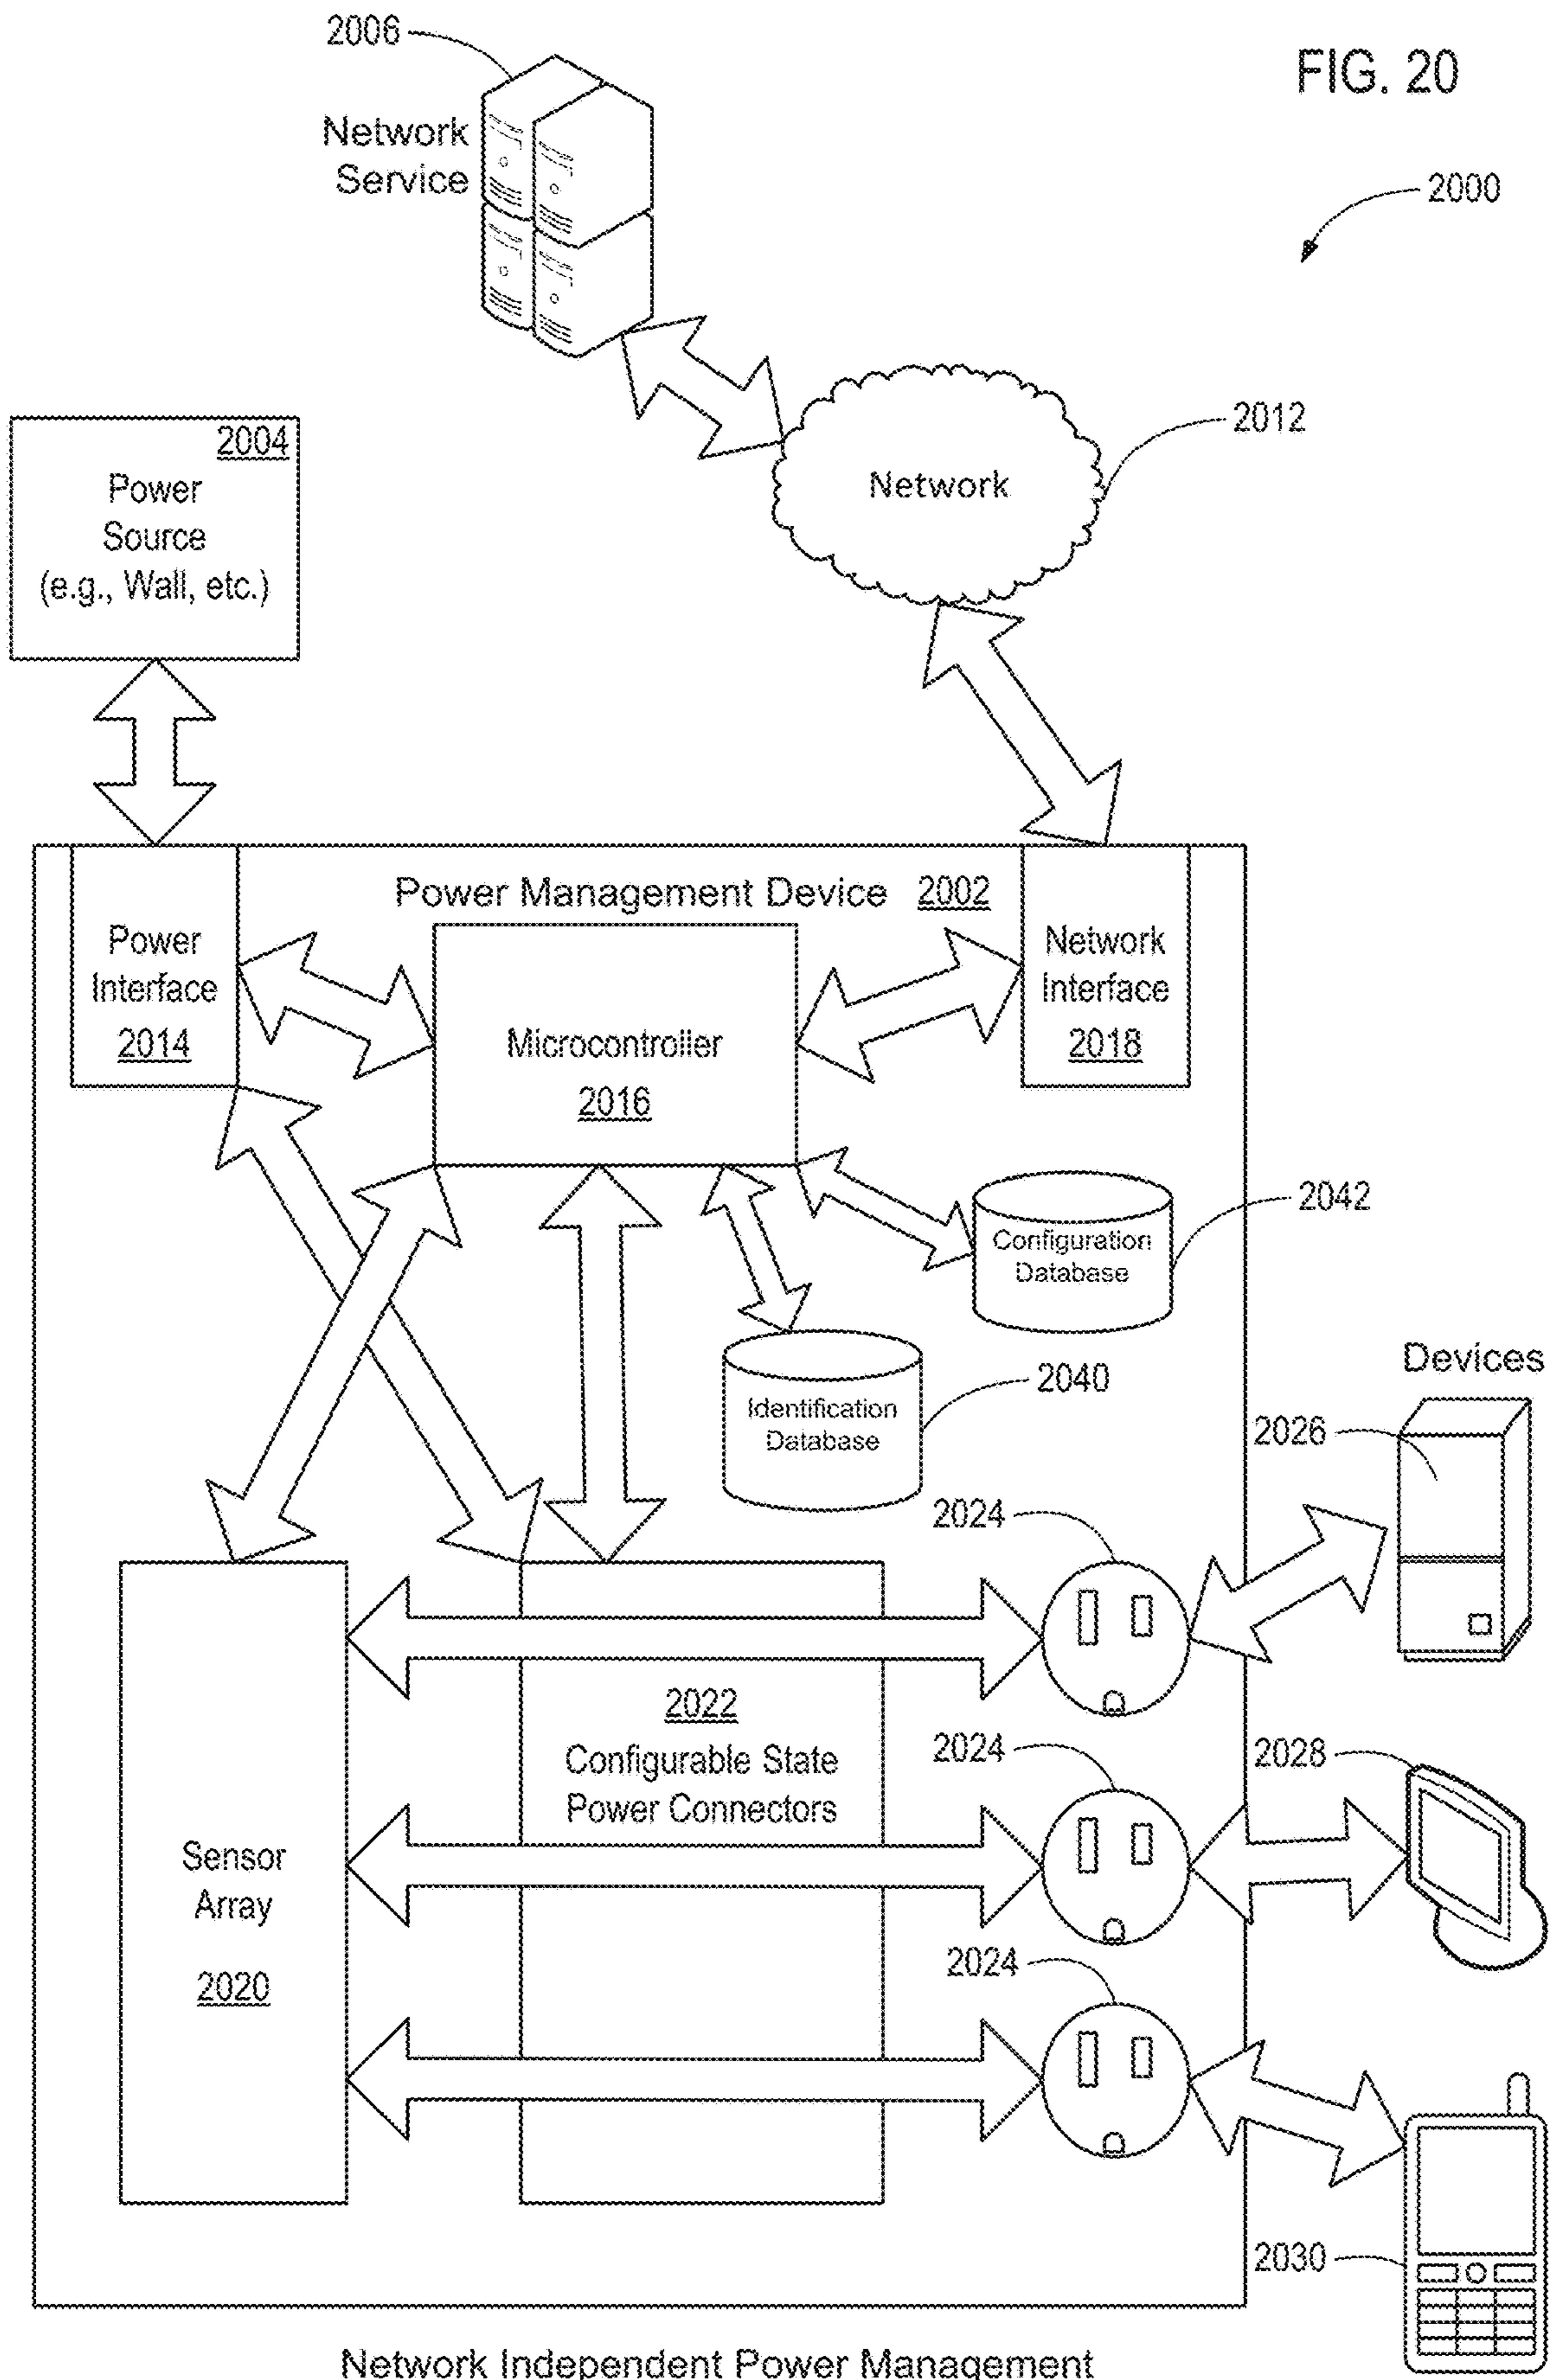 2006
FIG. 20
Network
Service
2000
2004
Power
Source
(e.g., Wall, etc.)
2012
Network
Power Management Device 2002
Power
Interface
2014
Microcontroller
2016
Network
Interface
2018
2042
Configuration
Database
2040
Identification
Database
Devices
2026
2024
2022
Configurable State
Power Connectors
2024
2028
Sensor
Array
2020
2024
2030
Network Independent Power Management